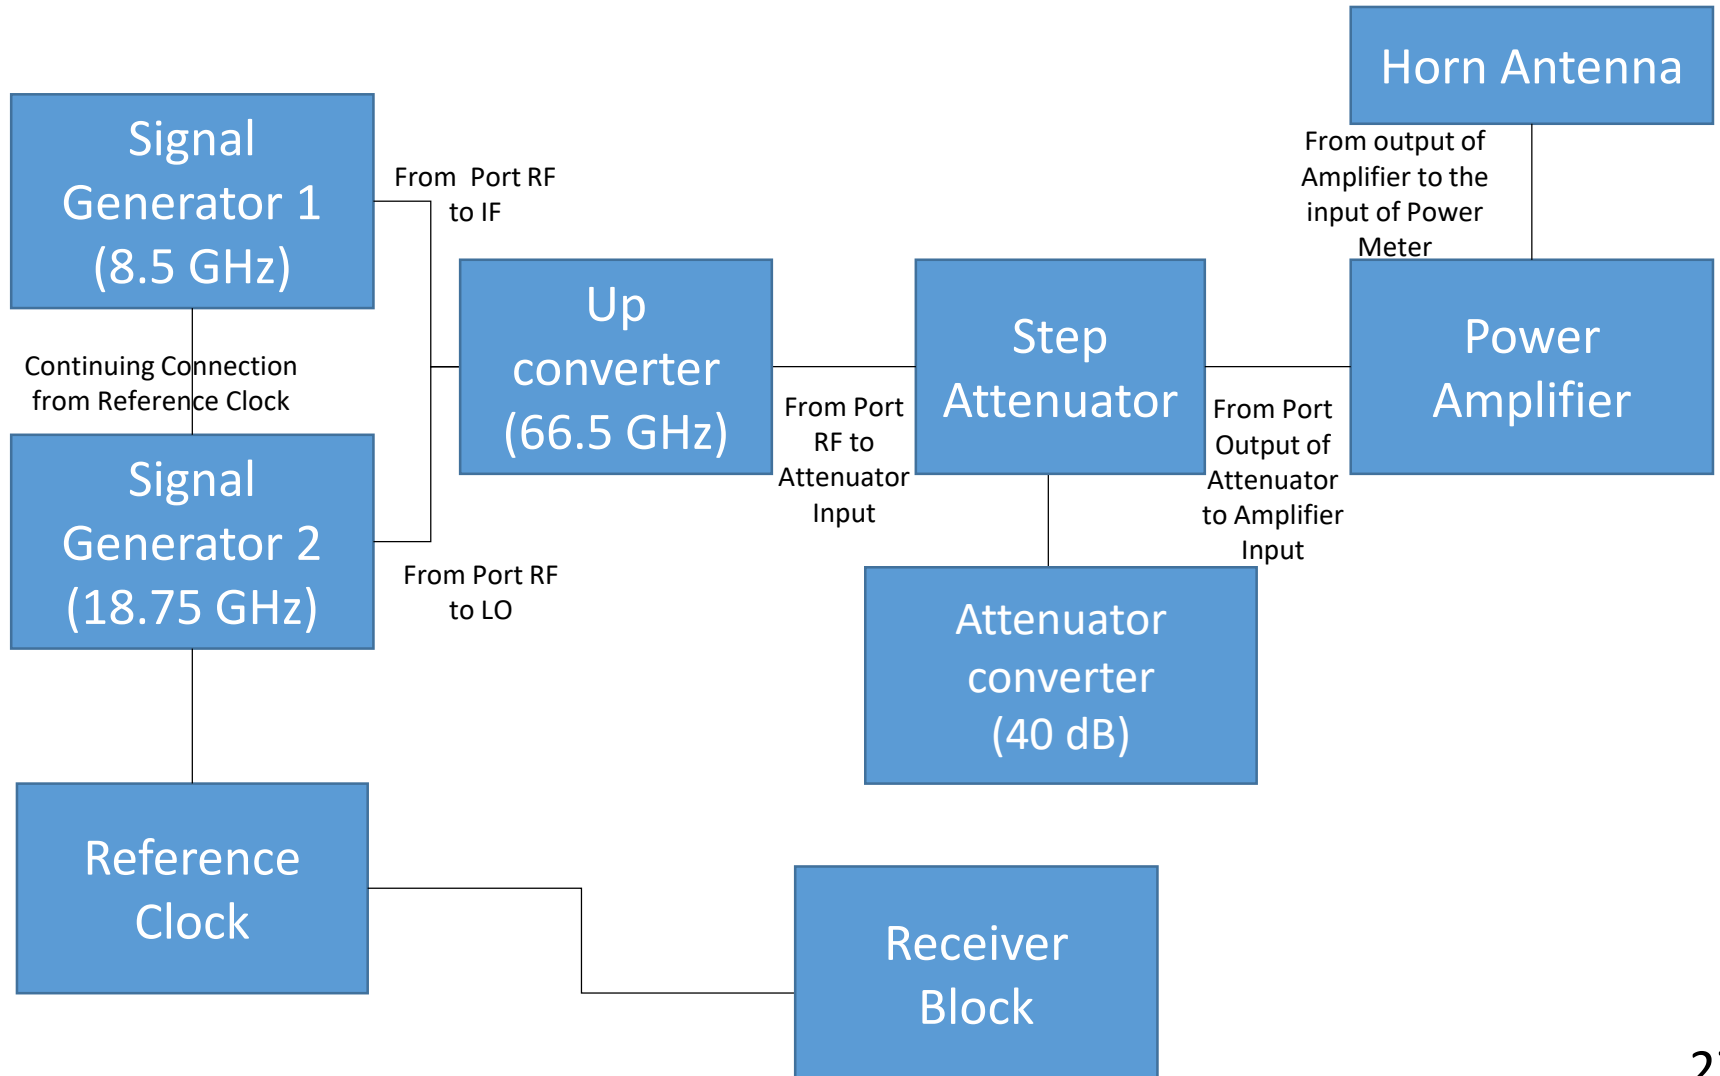 Horn Antenna
Signal
Generator 1
(8.5 GHz)
From Port RF
to IF
From output of
Amplifier to the
input of Power
Meter
Continuing Connection
from Reference Clock
Up
converter
(66.5 GHz)
From Port
RF to
Attenuator
Input
Step
Attenuator
From Port
Output of
Attenuator
to Amplifier
Input
Power
Amplifier
Signal
Generator 2
(18.75 GHz)
From Port RF
to LO
Attenuator
converter
(40 dB)
Reference
Clock
Receiver
Block